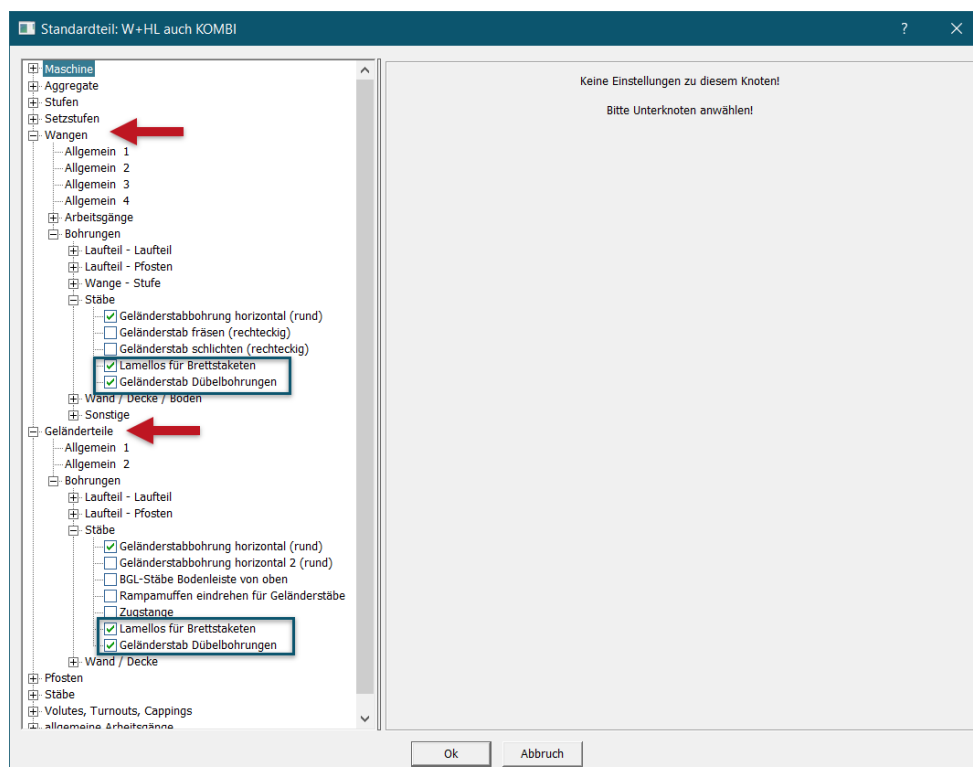 Standardteil: W+HL auch KOMBI
?
Maschine
Aggregate
Stufen
Setzstufen
Wangen
Allgemein 1
Allgemein 2
Allgemein 3
Allgemein 4
Arbeitsgänge
Bohrungen
Laufteil - Laufteil
Laufteil - Pfosten
Wange - Stufe
Stäbe
Geländerstabbohrung horizontal (rund)
Geländerstab fräsen (rechteckig)
Geländerstab schlichten (rechteckig)
Lamellos für Brettstaketen
Geländerstab Dübelbohrungen
Wand / Decke / Boden
Sonstige
Geländerteile
Allgemein 1
Allgemein 2
Bohrungen
Laufteil - Laufteil
Laufteil - Pfosten
Stäbe
Geländerstabbohrung horizontal (rund)
Geländerstabbohrung horizontal 2 (rund)
BGL-Stäbe Bodenleiste von oben
Rampamuffen eindrehen für Geländerstäbe
Zugstange
Lamellos für Brettstaketen
Geländerstab Dübelbohrungen
Wand / Decke
Pfosten
Stäbe
Volutes, Turnouts, Cappings
allgemeine Arbeitsgänge
Keine Einstellungen zu diesem Knoten!
Bitte Unterknoten anwählen!
Ok
Abbruch